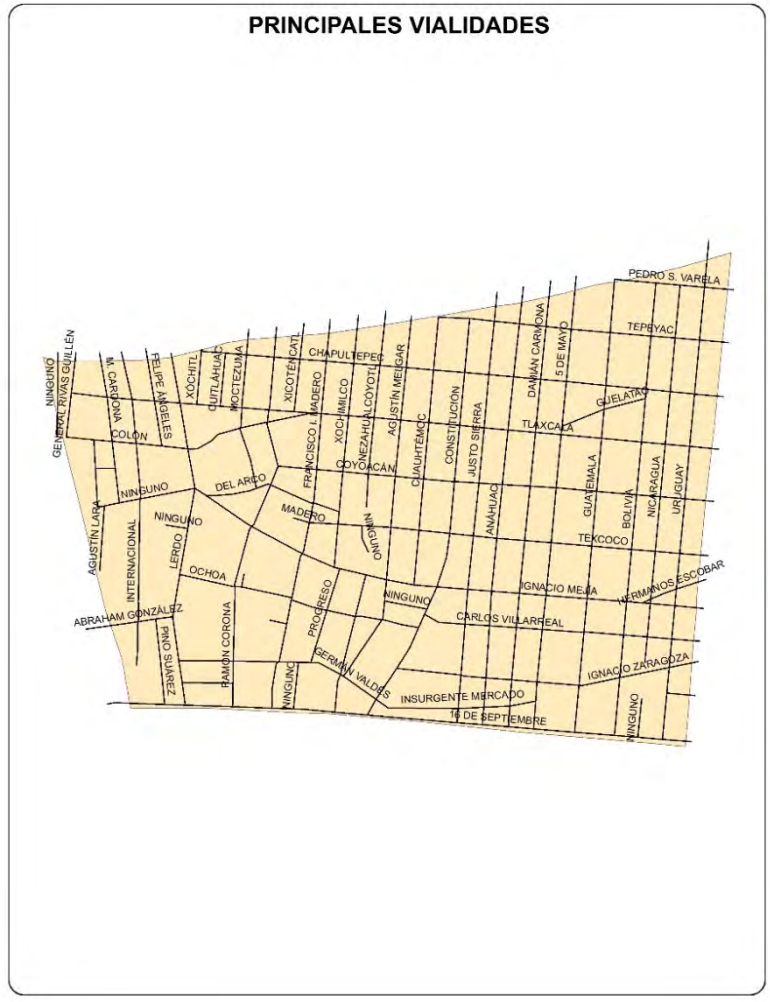 PRINCIPALES VIALIDADES
PEDRO S. VARELA
TEPEYAC
CHAPULTEPEC
GUELATAO
TLAXCALA
COLÓN
COYOACÁN
DEL ARCO
NINGUNO
MADERO
NINGUNO
TEXCOCO
OCHOA
IGNACIO MEJÍA
HERMANOS ESCOBAR
NINGUNO
ABRAHAM GONZÁLEZ
CARLOS VILLARREAL
IGNACIO ZARAGOZA
GERMÁN VALDES
INSURGENTE MERCADO
16 DE SEPTIEMBRE
NINGUNO
GENERAL RIVAS GUILLÉN
M. CARDONA
FELIPE ÁNGELES
XÓCHITL
CUITLÁHUAC
MOCTEZUMA
XICOTÉNCATL
FRANCISCO I. MADERO
XOCHIMILCO
NEZAHUALCÓYOTL
AGUSTÍN MELGAR
CUAUHTÉMOC
CONSTITUCIÓN
JUSTO SIERRA
ANÁHUAC
DAMIÁN CARMONA
5 DE MAYO
GUATEMALA
BOLIVIA
NICARAGUA
URUGUAY
AGUSTÍN LARA
INTERNACIONAL
LERDO
NINGUNO
PINO SUÁREZ
RAMÓN CORONA
NINGUNO
PROGRESO
NINGUNO